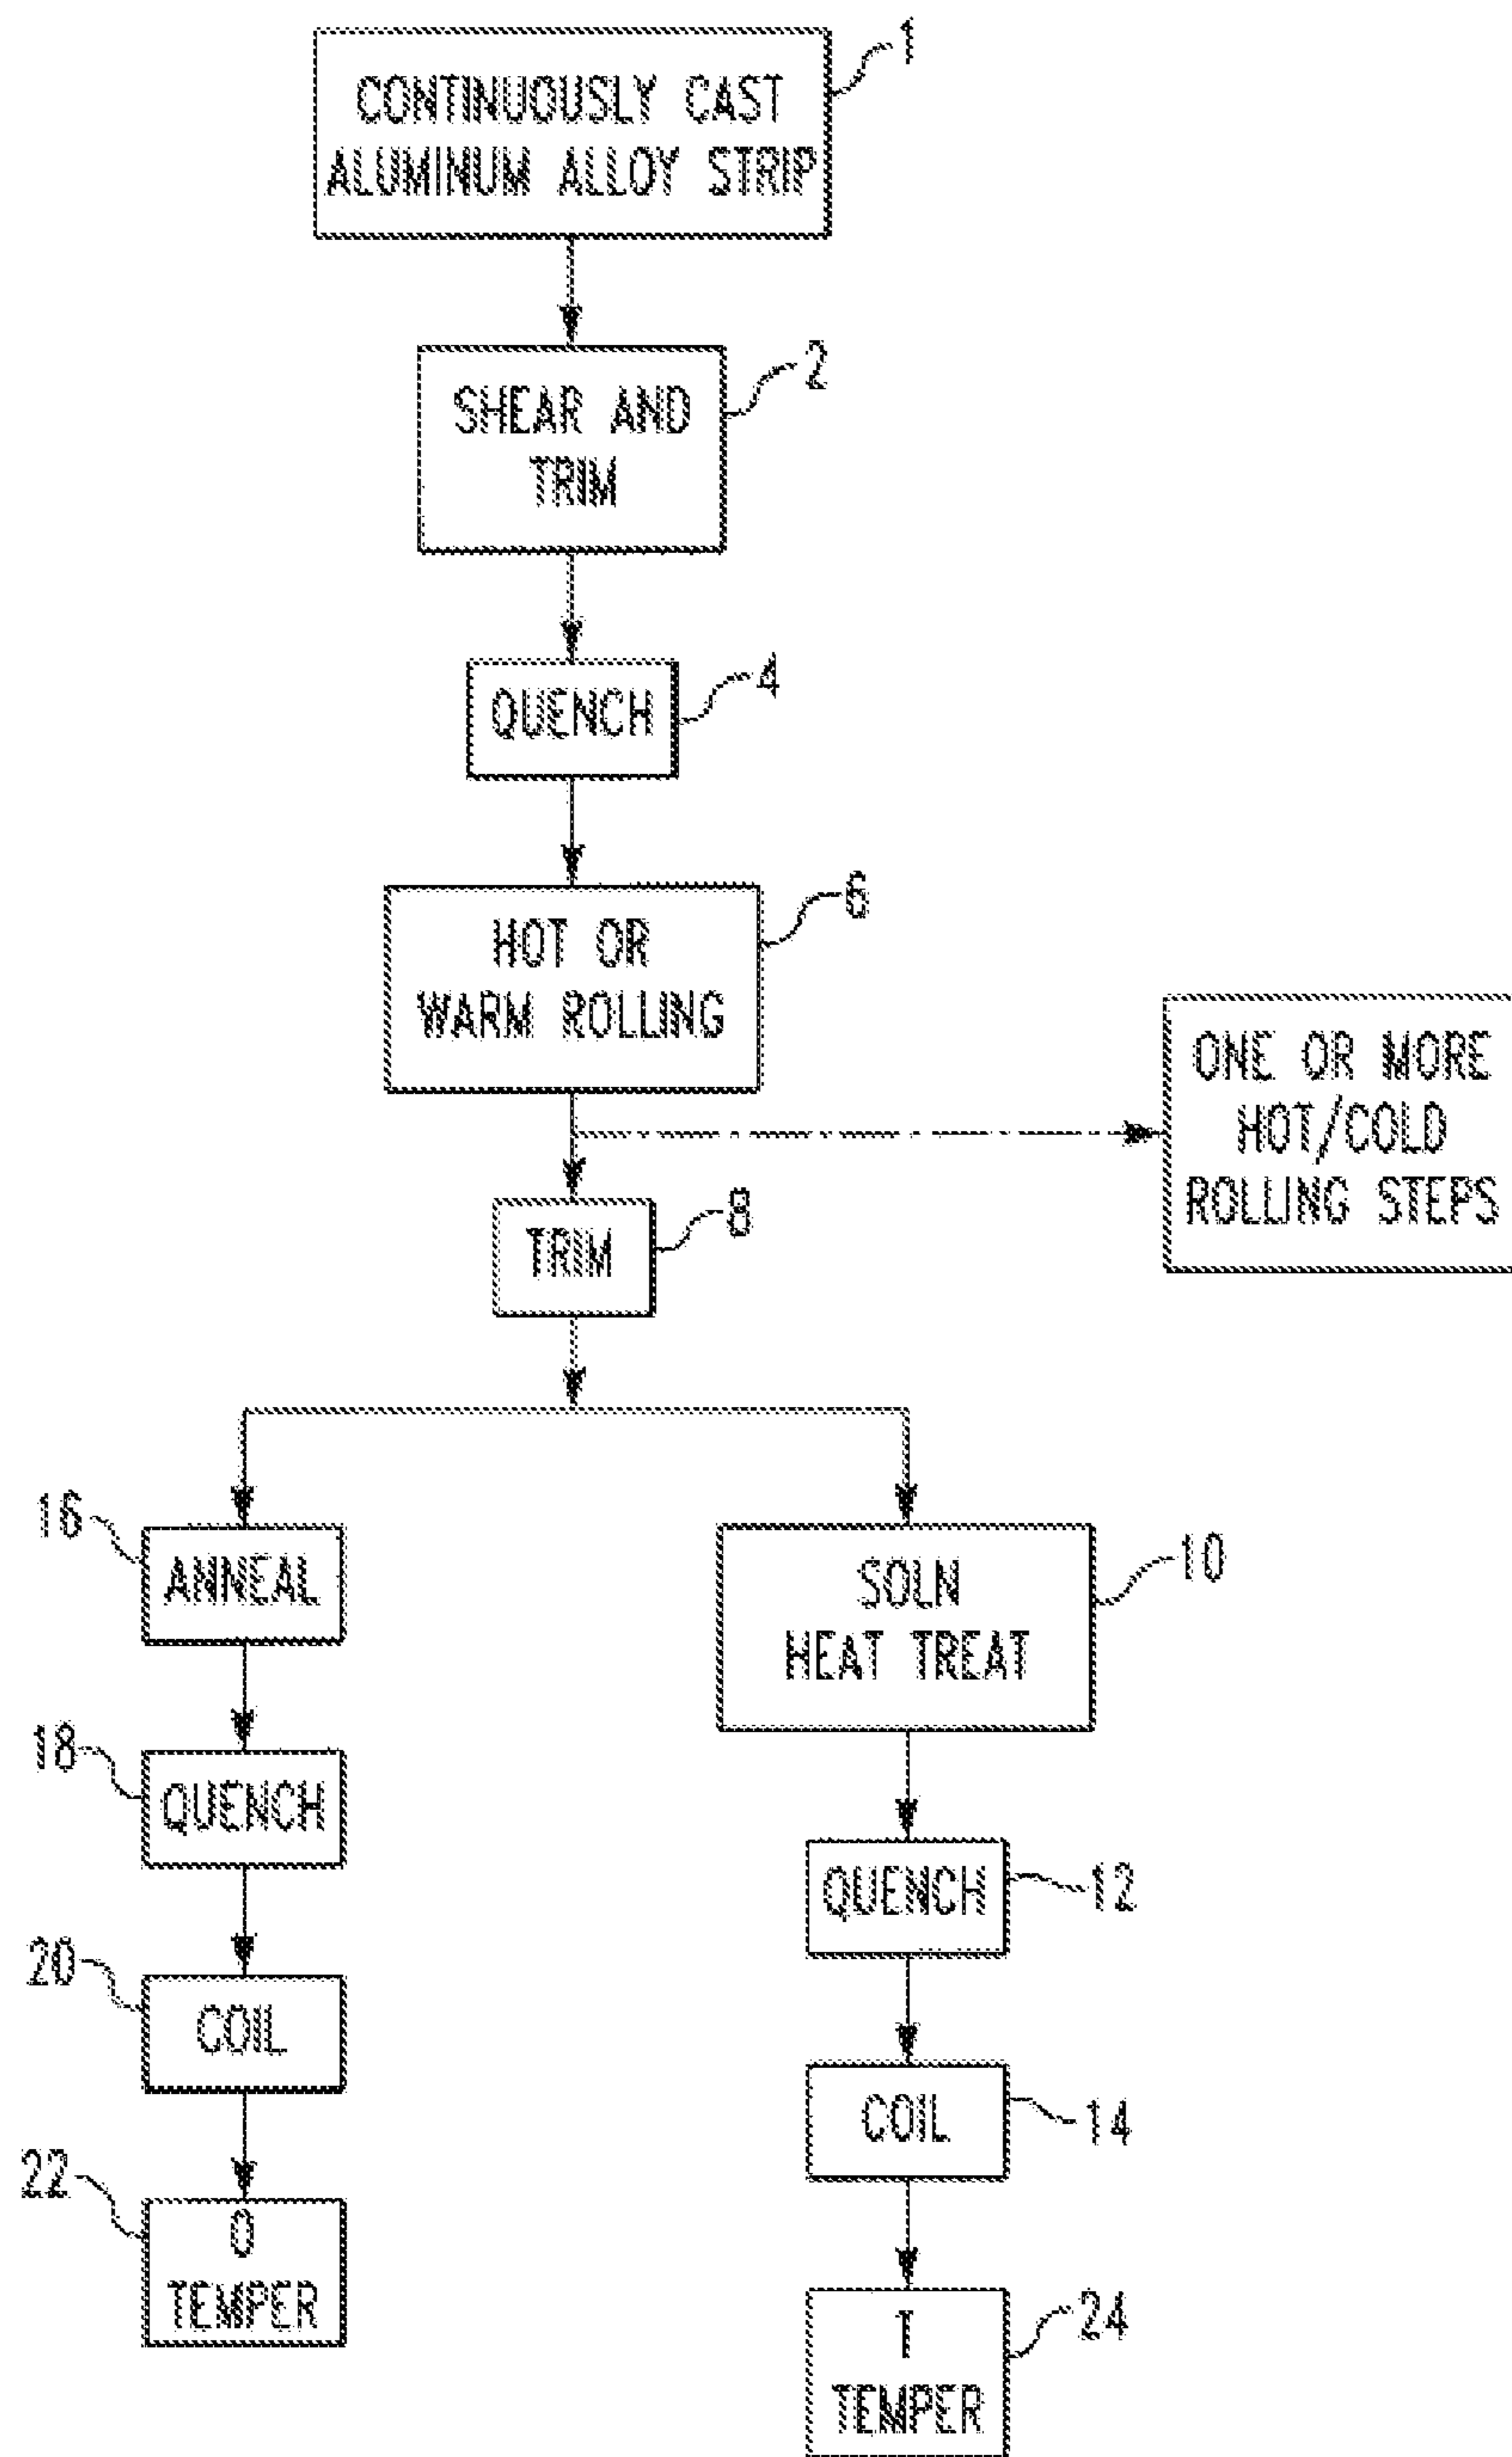 1
CONTINUOUSLY CAST
ALUMINUM ALLOY STRIP
2
SHEAR AND
TRIM
4
QUENCH
6
HOT OR
WARM ROLLING
ONE OR MORE
HOT/COLD
ROLLING STEPS
8
TRIM
16
ANNEAL
10
SOLN
HEAT TREAT
18
QUENCH
12
QUENCH
20
COIL
14
COIL
22
O
TEMPER
24
T
TEMPER